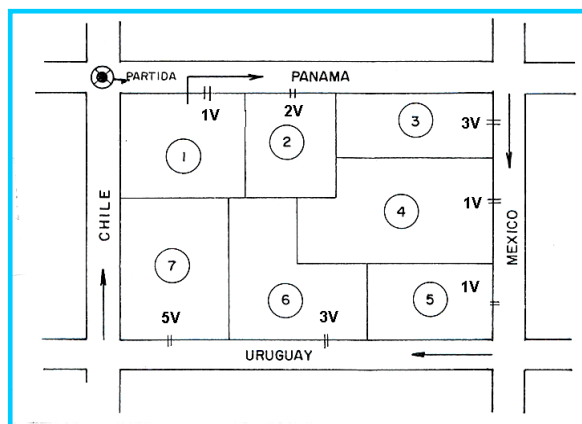 PARTIDA
PANAMA
1V
2V
3
3V
1
2
CHILE
4
1V
MEXICO
7
6
5
1V
5V
3V
URUGUAY